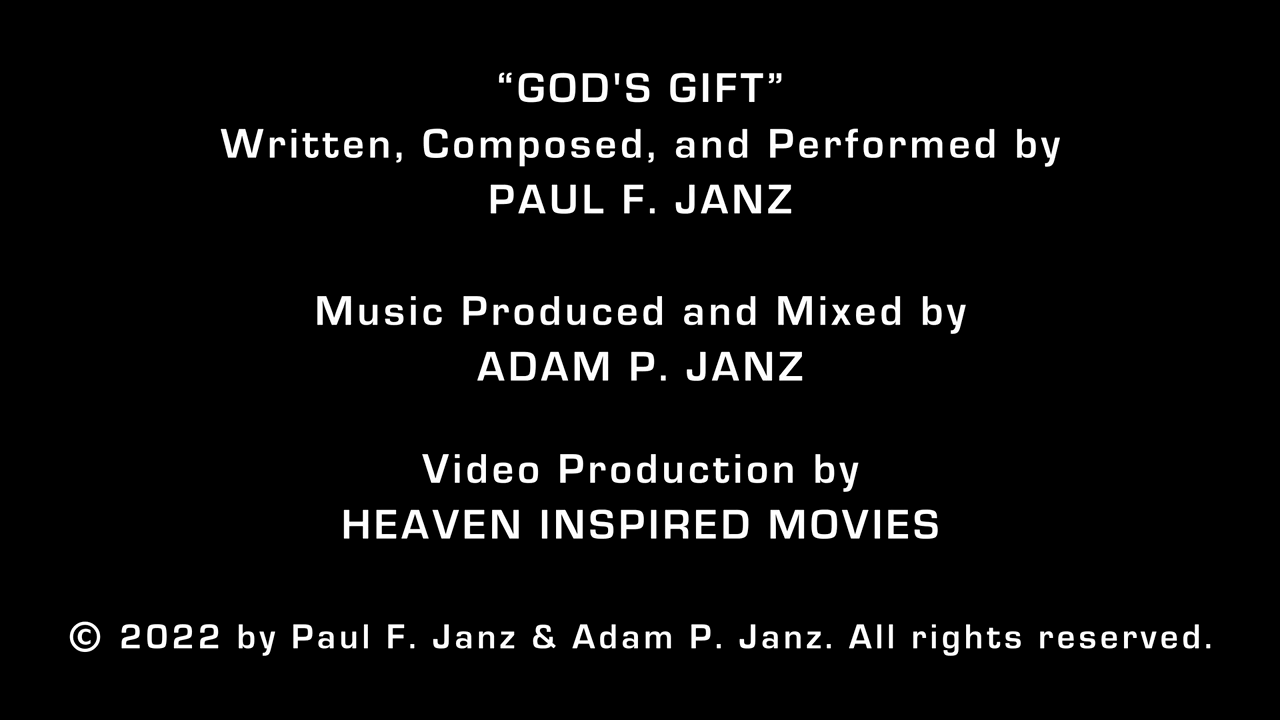 “GOD'S GIFT”
Written, Composed, and Performed by
PAUL F. JANZ
Music Produced and Mixed by
ADAM P. JANZ
Video Production by
HEAVEN INSPIRED MOVIES
© 2022 by Paul F. Janz & Adam P. Janz. All rights reserved.